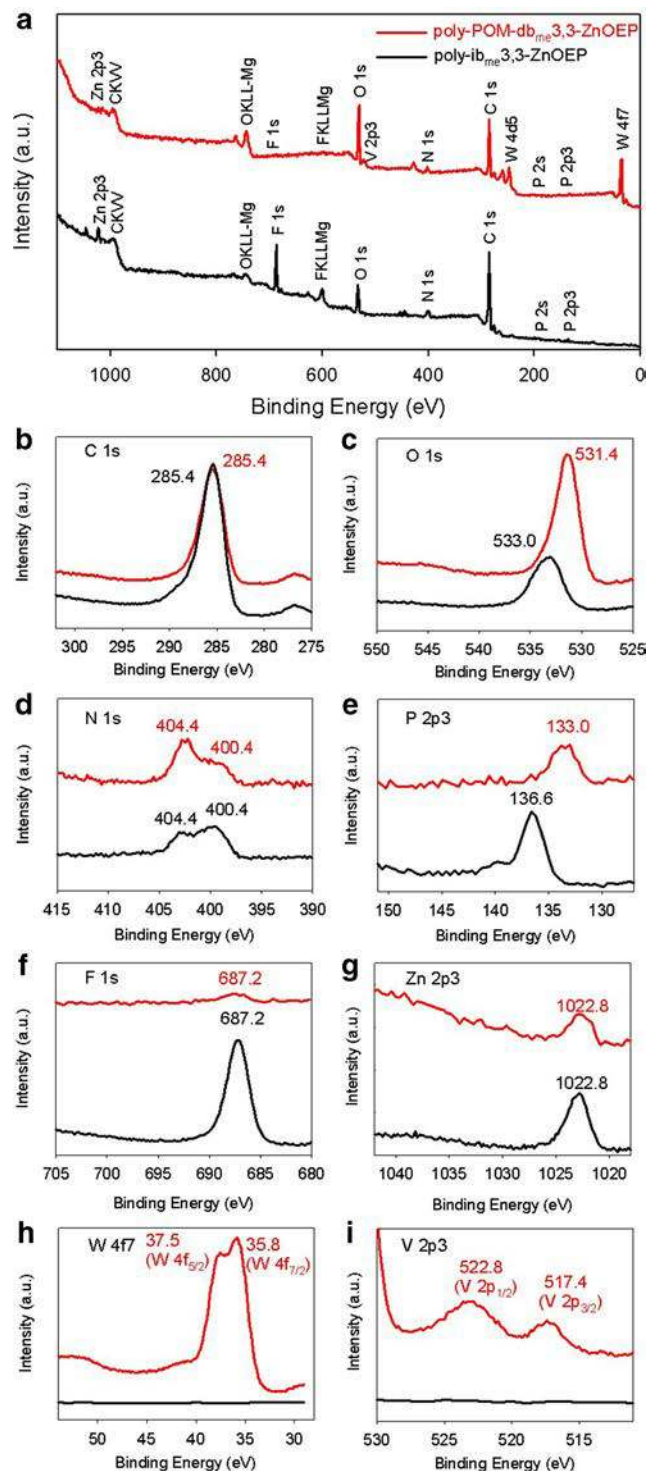 a
poly-POM-db_me3,3-ZnOEP
poly-ib_me3,3-ZnOEP
Zn 2p3
CKVV
OKLL-Mg
F 1s
FKLLMg
O 1s
V 2p3
N 1s
C 1s
W 4d5
P 2s
P 2p3
W 4f7
Zn 2p3
CKVV
OKLL-Mg
F 1s
FKLLMg
O 1s
N 1s
C 1s
P 2s
P 2p3
Intensity (a.u.)
1000 800 600 400 200 0
Binding Energy (eV)
b
C 1s
285.4 285.4
Intensity (a.u.)
300 295 290 285 280 275
Binding Energy (eV)
c
O 1s
531.4
533.0
Intensity (a.u.)
550 545 540 535 530 525
Binding Energy (eV)
d
N 1s
404.4 400.4
404.4 400.4
Intensity (a.u.)
415 405 400 395 390
Binding Energy (eV)
e
P 2p3
133.0
136.6
Intensity (a.u.)
150 145 140 135 130
Binding Energy (eV)
f
F 1s
687.2
687.2
Intensity (a.u.)
705 700 695 690 685 680
Binding Energy (eV)
g
Zn 2p3
1022.8
1022.8
Intensity (a.u.)
1040 1035 1030 1025 1020
Binding Energy (eV)
h
W 4f7
37.5
(W 4f5/2)
35.8
(W 4f7/2)
Intensity (a.u.)
50 45 40 35 30
Binding Energy (eV)
i
V 2p3
522.8
(V 2p1/2)
517.4
(V 2p3/2)
Intensity (a.u.)
530 525 520 515
Binding Energy (eV)